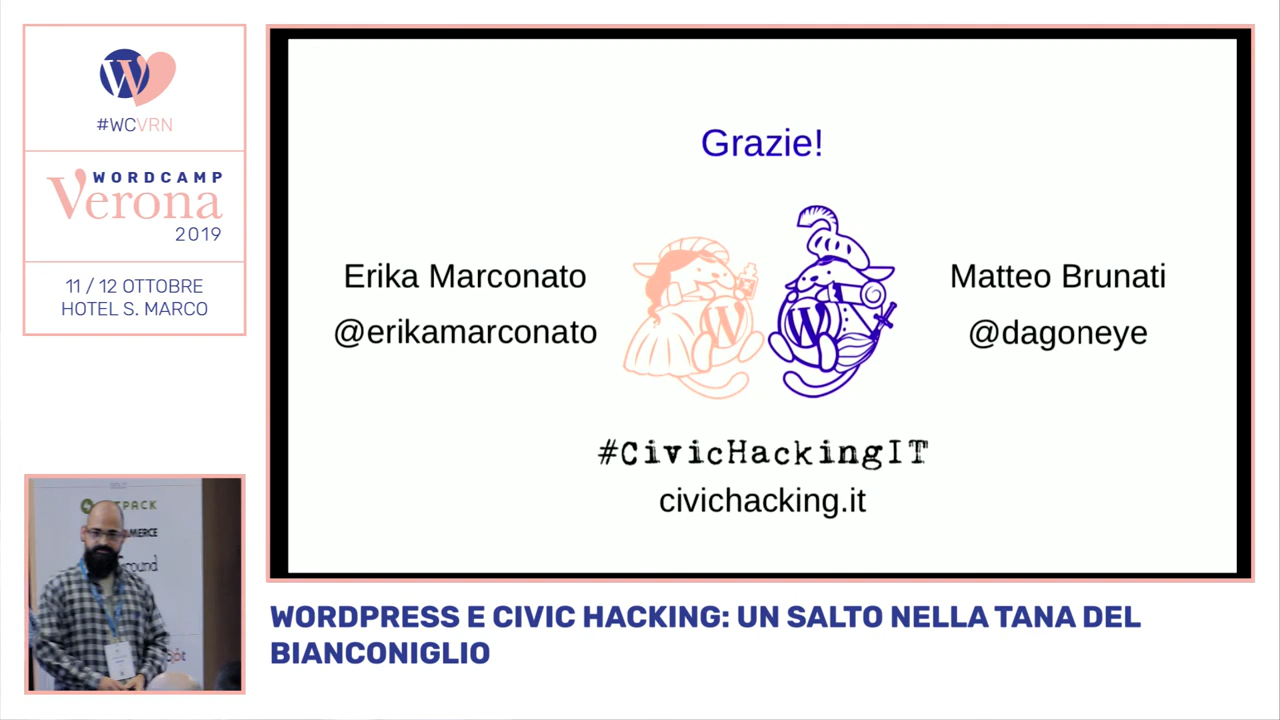 #WCVRN
WORDCAMP
Verona
2019
11 / 12 OTTOBRE
HOTEL S. MARCO
Grazie!
Erika Marconato
@erikamarconato
Matteo Brunati
@dagoneye
#CivicHackingIT
civichacking.it
WORDPRESS E CIVIC HACKING: UN SALTO NELLA TANA DEL
BIANCONIGLIO